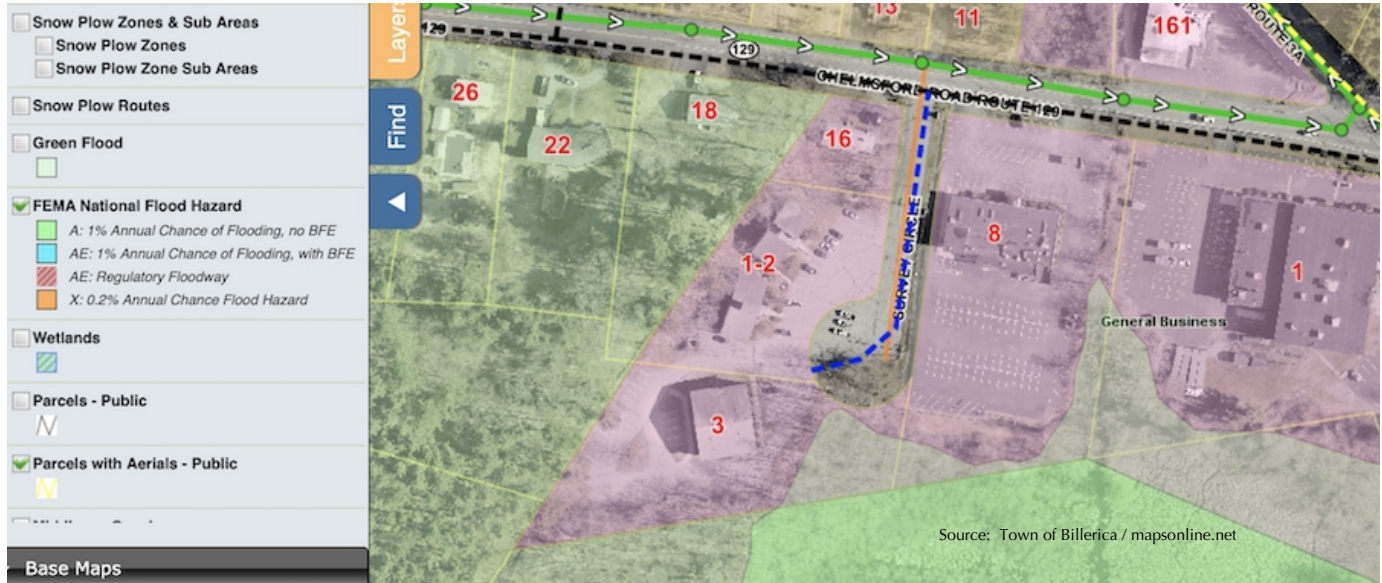 Snow Plow Zones & Sub Areas
Snow Plow Zones
Snow Plow Zone Sub Areas
Snow Plow Routes
Green Flood
FEMA National Flood Hazard
A: 1% Annual Chance of Flooding, no BFE
AE: 1% Annual Chance of Flooding, with BFE
AE: Regulatory Floodway
X: 0.2% Annual Chance Flood Hazard
Wetlands
Parcels - Public
Parcels with Aerials - Public
Base Maps
Layers
Find
129
129
13
11
161
ROUTE 3A
CHELMSFORD ROAD ROUTE 129
26
22
18
16
1-2
SURVEY CIRCLE
8
1
General Business
3
Source: Town of Billerica / mapsonline.net